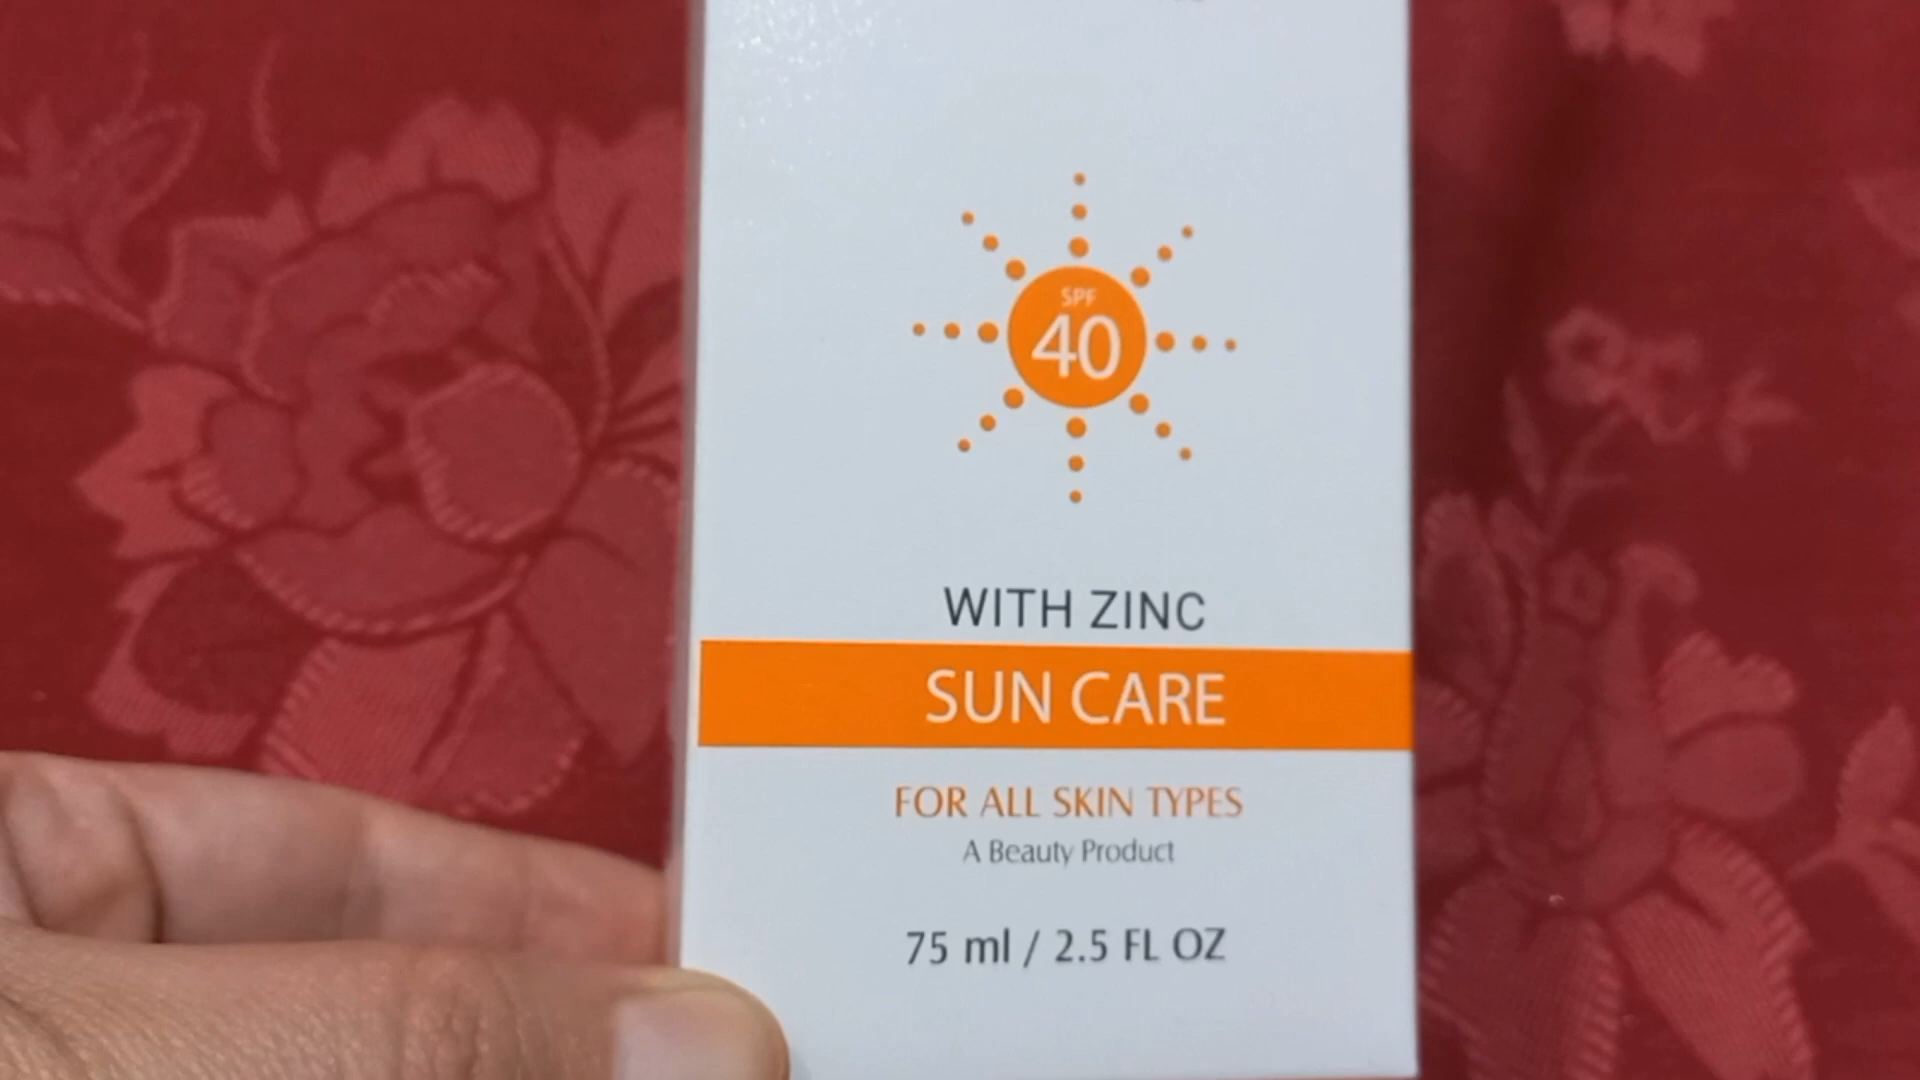 SPF
40
WITH ZINC
SUN CARE
FOR ALL SKIN TYPES
A Beauty Product
75 ml / 2.5 FL OZ